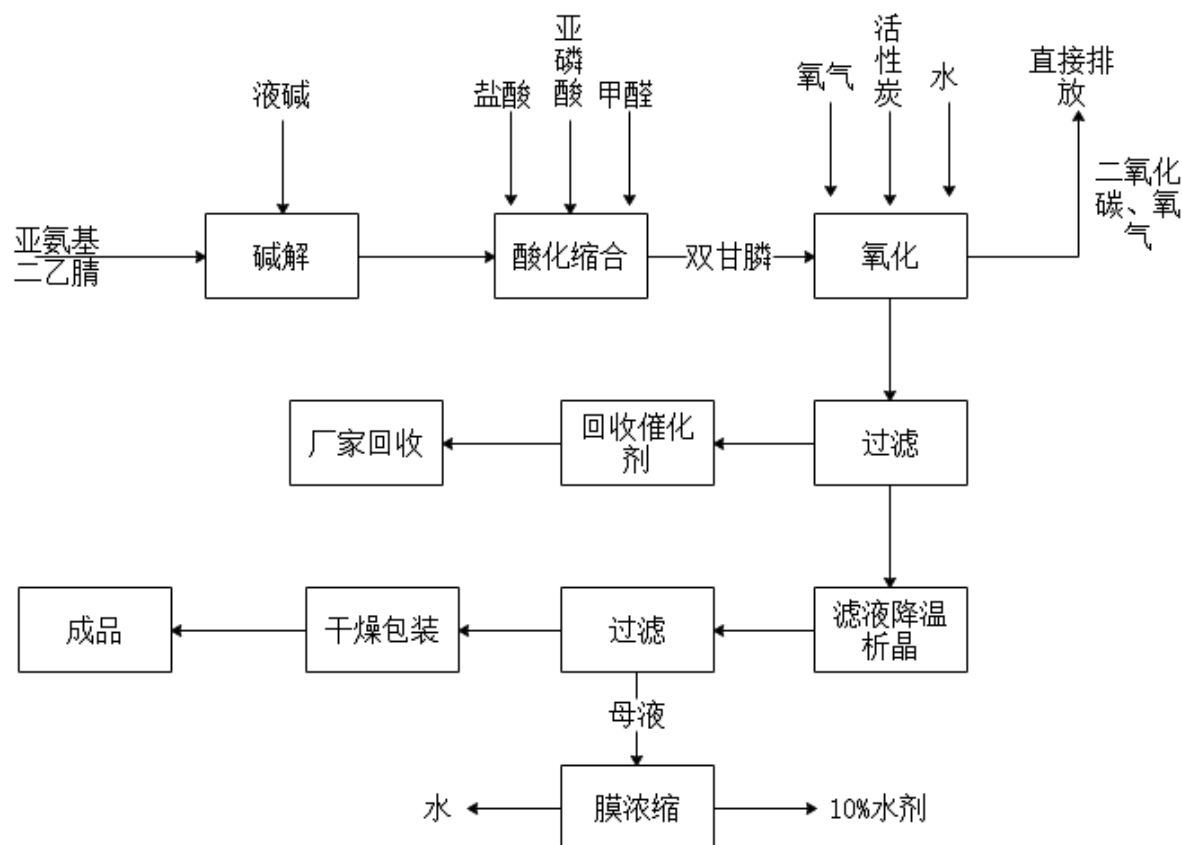 亚
磷
酸
活
性
炭
液碱
盐酸
甲醛
氧气
水
直接排
放
二氧化
碳、氧
气
亚氨基
二乙腈
碱解
酸化缩合
双甘膦
氧化
厂家回收
回收催化
剂
过滤
成品
干燥包装
过滤
滤液降温
析晶
母液
水
膜浓缩
10%水剂